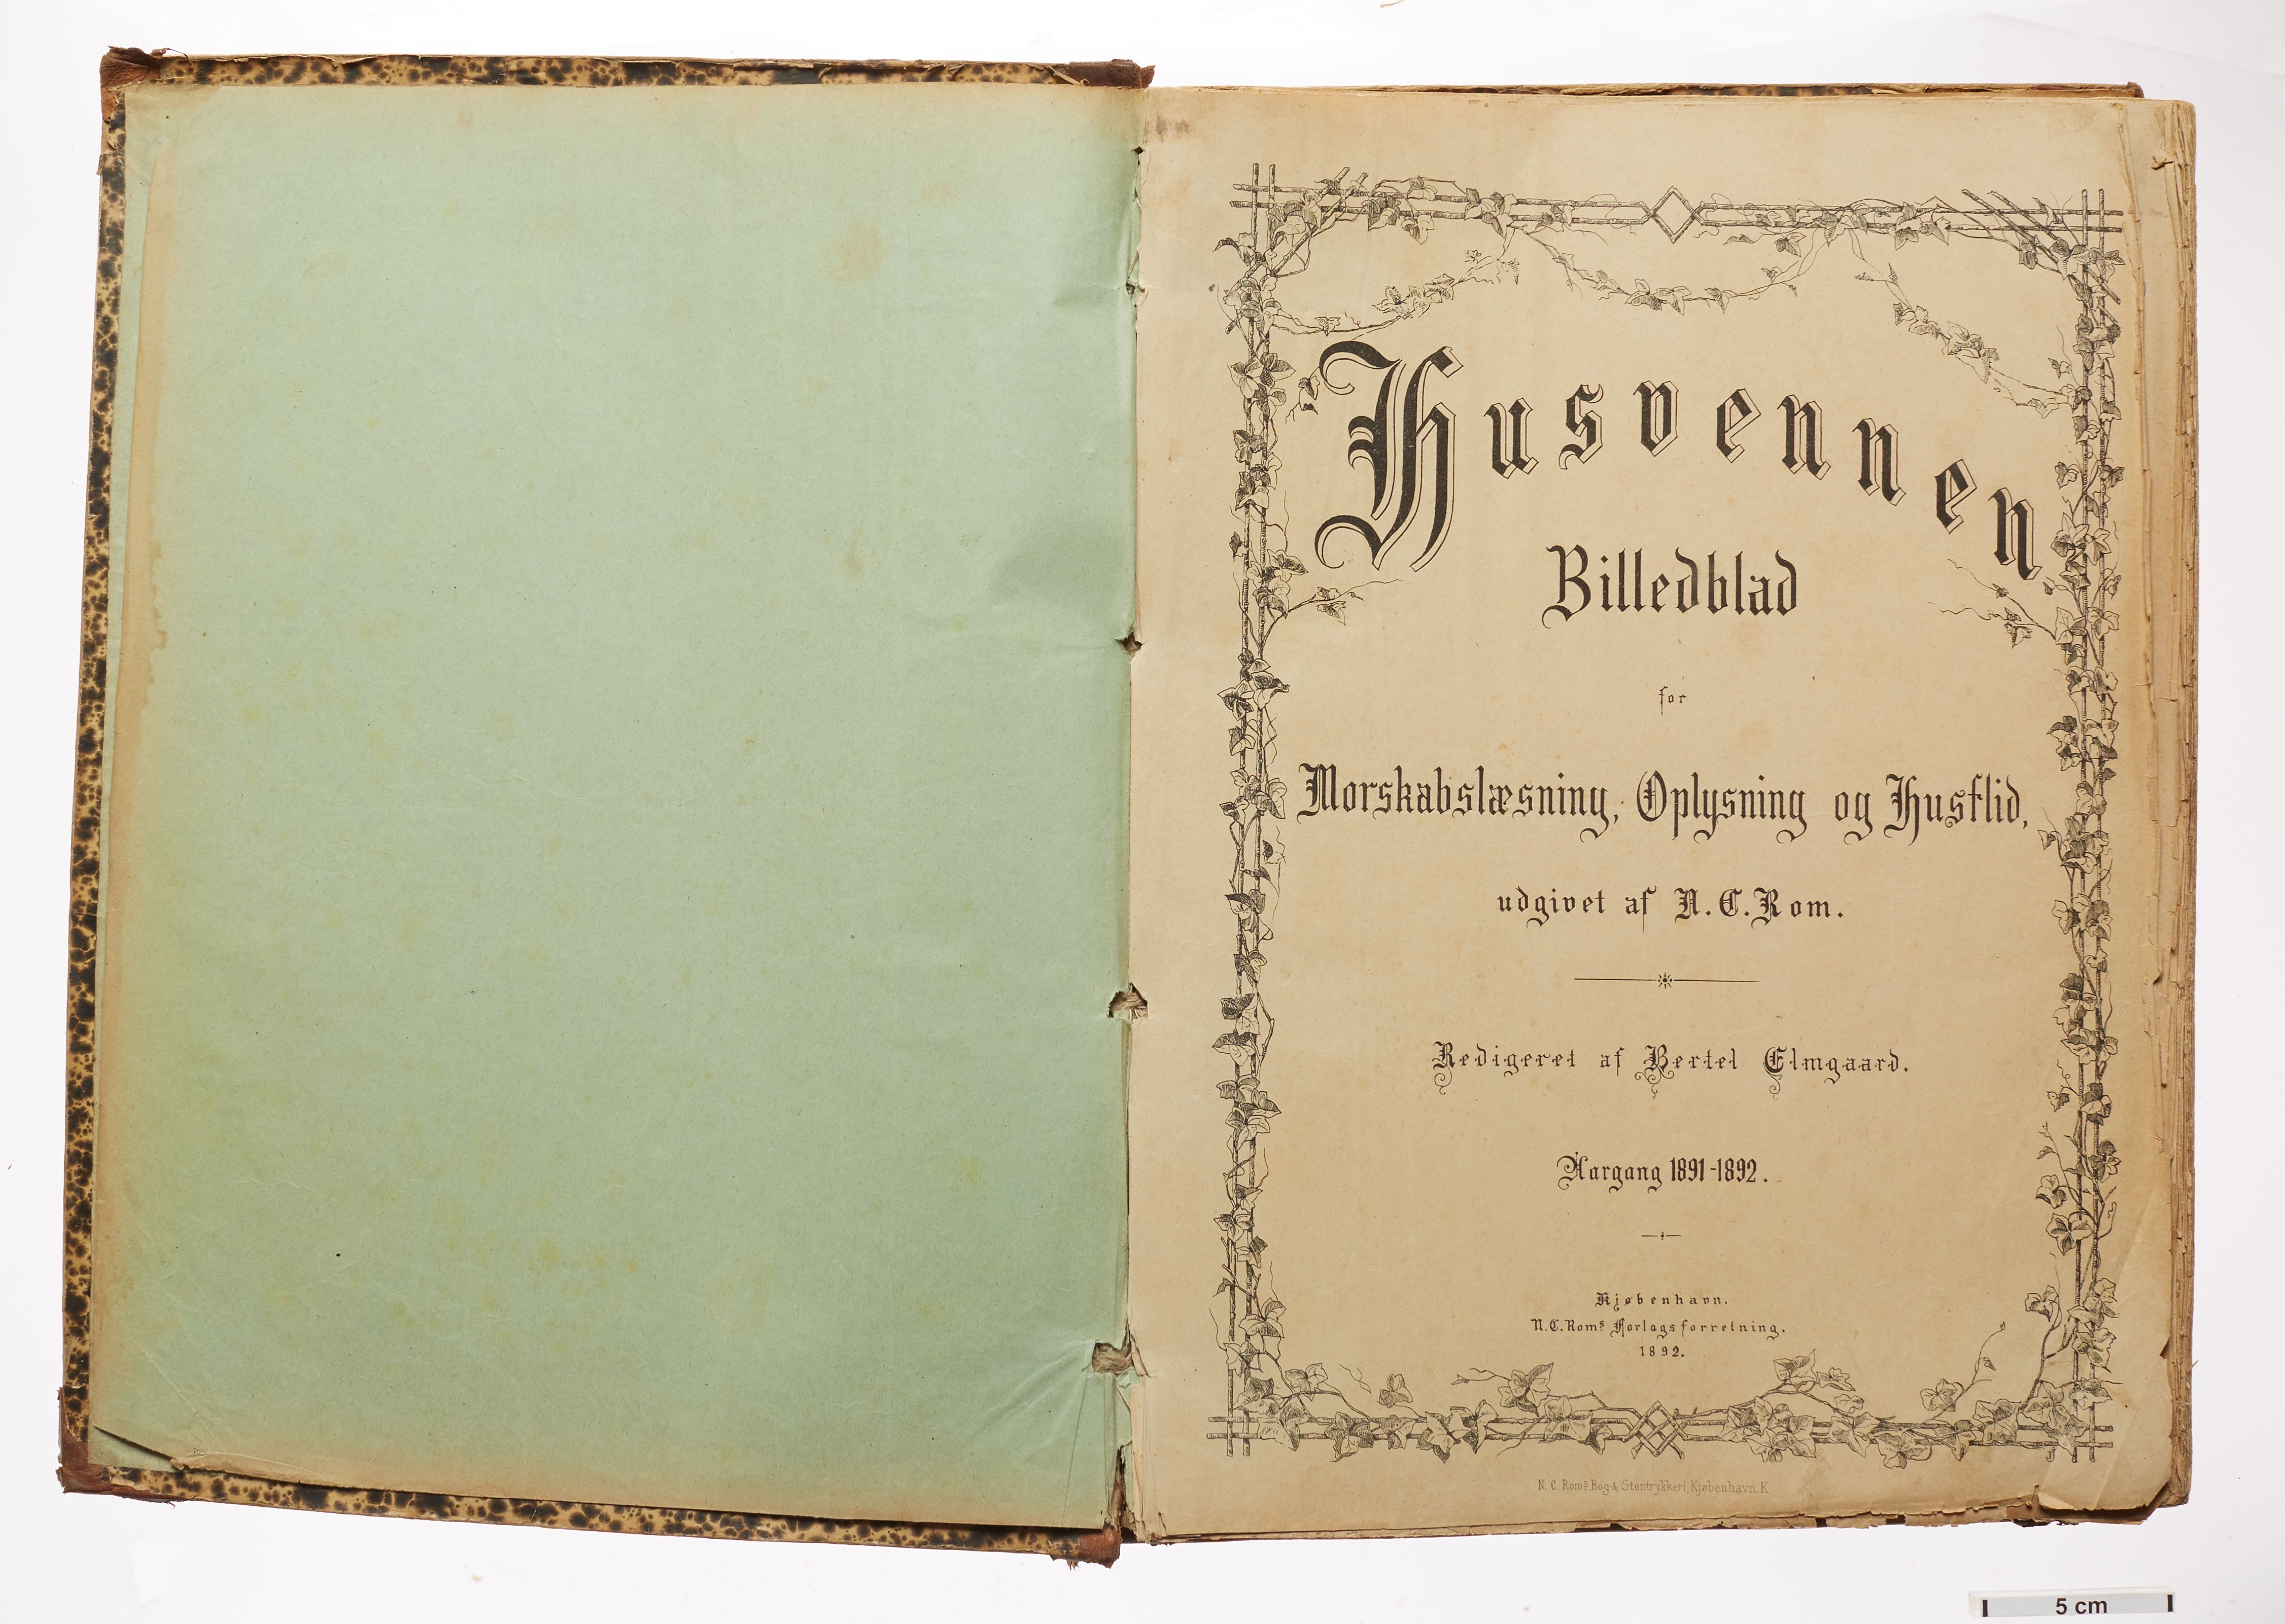 Husvennen
Billedblad
for
Morskabslæsning, Oplysning og Husflid,
udgivet af N. C. Rom.
Redigeret af Bertel Elmgaard.
Aargang 1891-1892.
Kjøbenhavn.
N. C. Roms Forlagsforretning.
1892.
N. C. Roms Bog- & Stentrykkeri, Kjøbenhavn. K.
5 cm